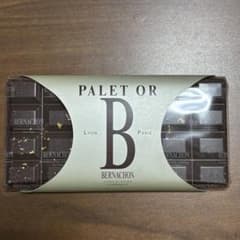 PALET OR
LYON B PARIS
BERNACHON